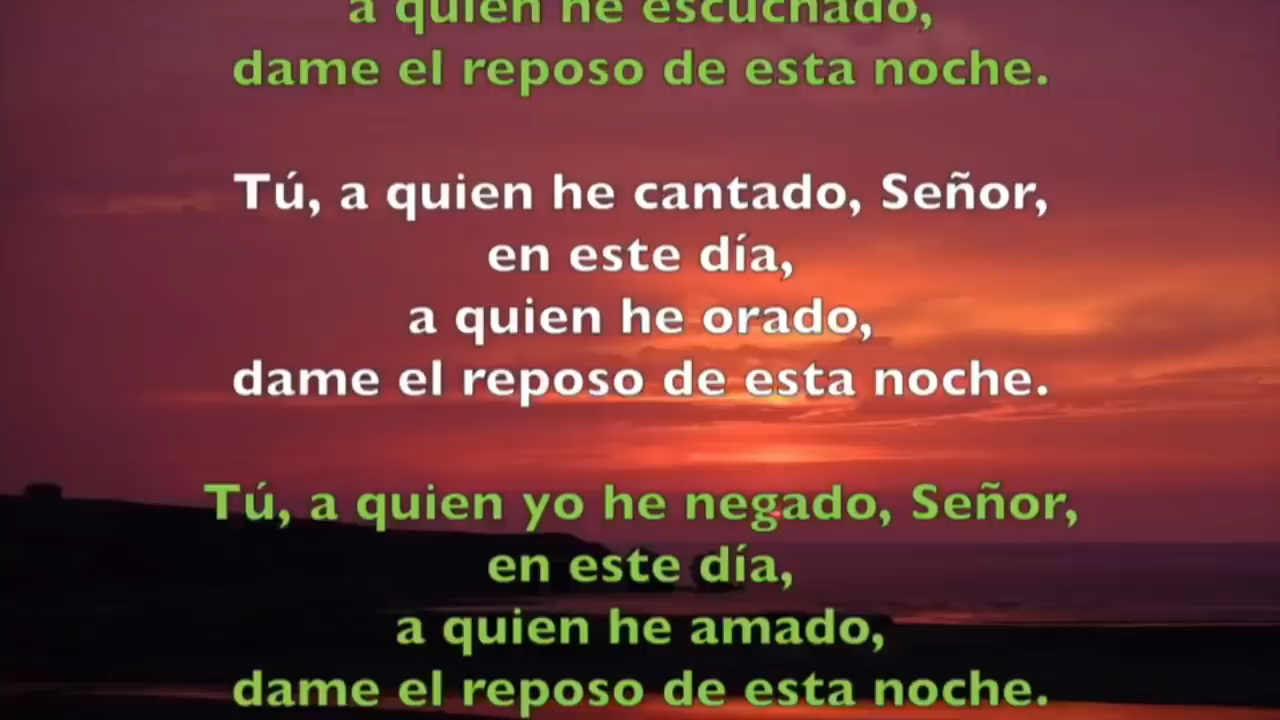 a quien he escuchado,
dame el reposo de esta noche.
Tú, a quien he cantado, Señor,
en este día,
a quien he orado,
dame el reposo de esta noche.
Tú, a quien yo he negado, Señor,
en este día,
a quien he amado,
dame el reposo de esta noche.